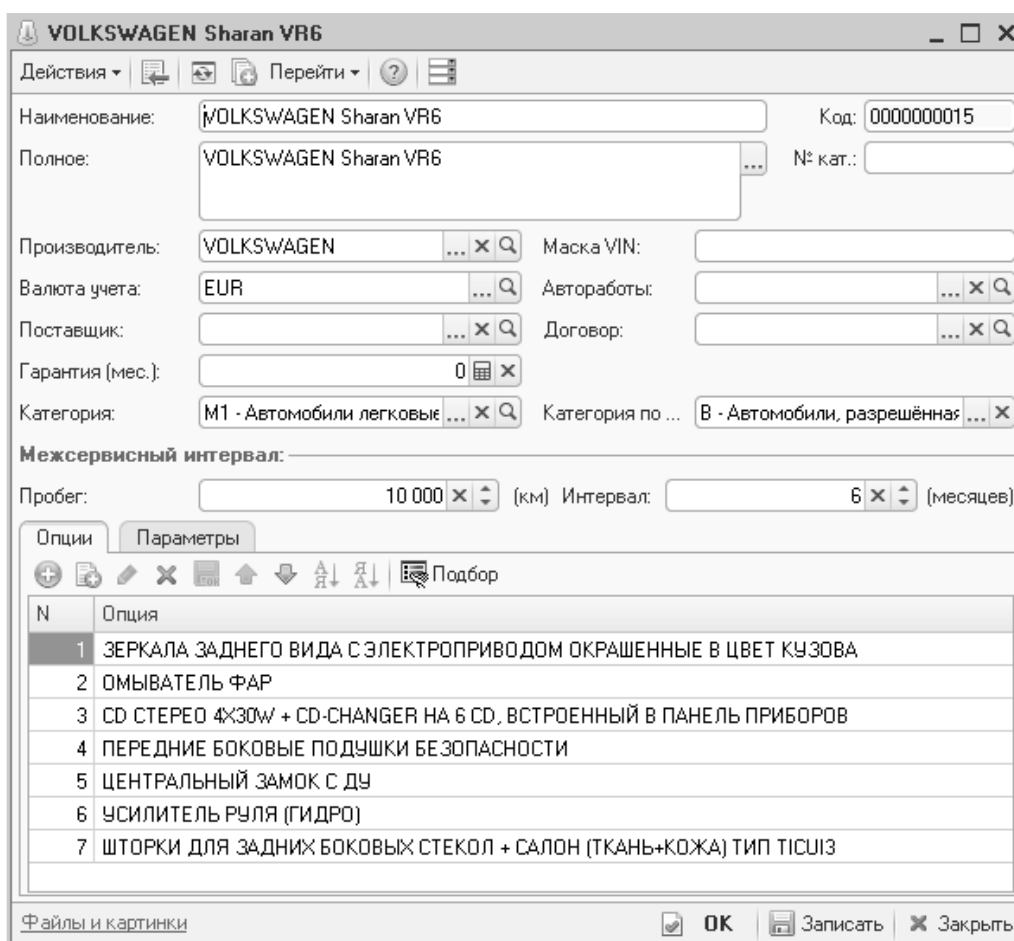 VOLKSWAGEN Sharan VR6
Действия Перейти
Наименование: VOLKSWAGEN Sharan VR6 Код: 0000000015
Полное: VOLKSWAGEN Sharan VR6 ... № кат.:
Производитель: VOLKSWAGEN ... Маска VIN:
Валюта учета: EUR ... Автоработы: ...
Поставщик: ... Договор: ...
Гарантия (мес.): 0
Категория: М1 - Автомобили легковые ... Категория по ... В - Автомобили, разрешённая ...
Межсервисный интервал:
Пробег: 10 000 (км) Интервал: 6 (месяцев)
Опции Параметры
Подбор
N Опция
1 ЗЕРКАЛА ЗАДНЕГО ВИДА С ЭЛЕКТРОПРИВОДОМ ОКРАШЕННЫЕ В ЦВЕТ КУЗОВА
2 ОМЫВАТЕЛЬ ФАР
3 CD СТЕРЕО 4X30W + CD-CHANGER НА 6 CD, ВСТРОЕННЫЙ В ПАНЕЛЬ ПРИБОРОВ
4 ПЕРЕДНИЕ БОКОВЫЕ ПОДУШКИ БЕЗОПАСНОСТИ
5 ЦЕНТРАЛЬНЫЙ ЗАМОК С ДУ
6 УСИЛИТЕЛЬ РУЛЯ (ГИДРО)
7 ШТОРКИ ДЛЯ ЗАДНИХ БОКОВЫХ СТЕКОЛ + САЛОН (ТКАНЬ+КОЖА) ТИП TICUI3
Файлы и картинки OK Записать Закрыть